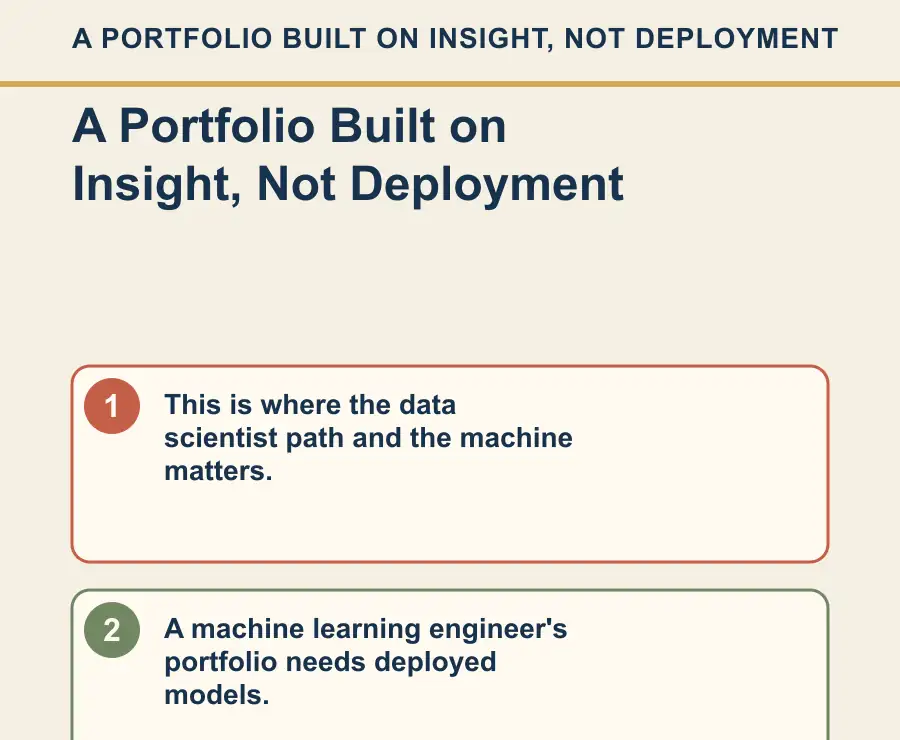 A PORTFOLIO BUILT ON INSIGHT, NOT DEPLOYMENT
A Portfolio Built on
Insight, Not Deployment
1
This is where the data
scientist path and the machine
matters.
2
A machine learning engineer's
portfolio needs deployed
models.